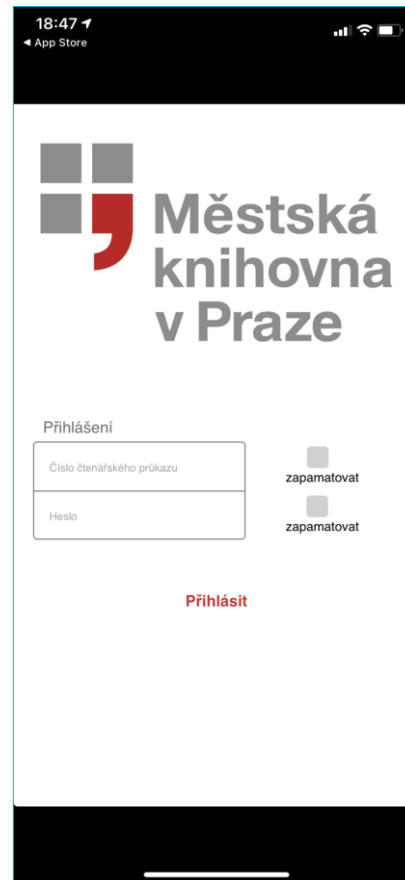 18:47
◀ App Store
Městská
knihovna
v Praze
Přihlášení
Číslo čtenářského průkazu
zapamatovat
Heslo
zapamatovat
Přihlásit